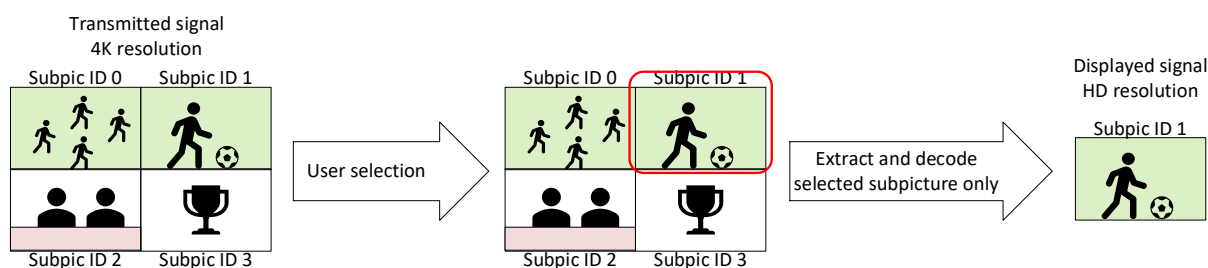 Transmitted signal
4K resolution
Subpic ID 0
Subpic ID 1
Subpic ID 2
Subpic ID 3
User selection
Subpic ID 0
Subpic ID 1
Subpic ID 2
Subpic ID 3
Extract and decode
selected subpicture only
Displayed signal
HD resolution
Subpic ID 1